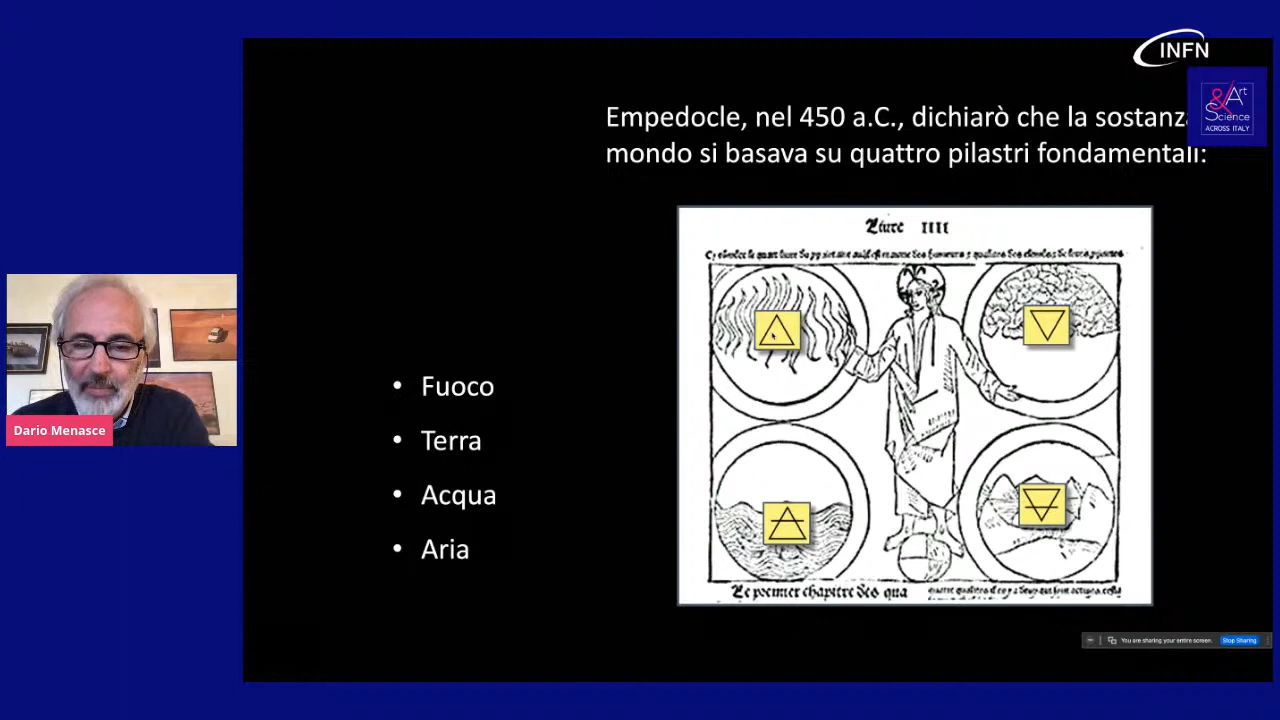 INFN
Art
&
Science
ACROSS ITALY
Empedocle, nel 450 a.C., dichiarò che la sostanza
mondo si basava su quattro pilastri fondamentali:
Livre IIII
Dario Menasce
• Fuoco
• Terra
• Acqua
• Aria
Le premier chapitre des qua
You are sharing your entire screen.
Stop Sharing